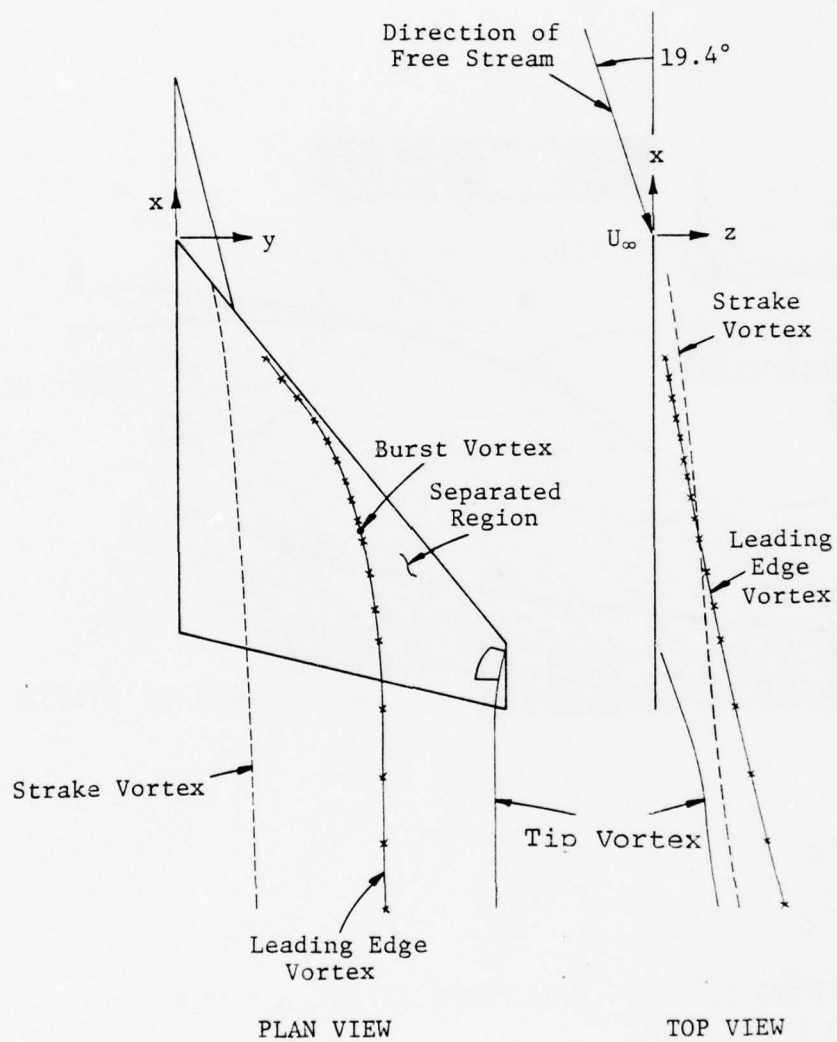 Direction of
Free Stream
19.4°
x
x
y
U∞
z
Strake
Vortex
Burst Vortex
Separated
Region
Leading
Edge
Vortex
Strake Vortex
Tip Vortex
Leading Edge
Vortex
PLAN VIEW
TOP VIEW